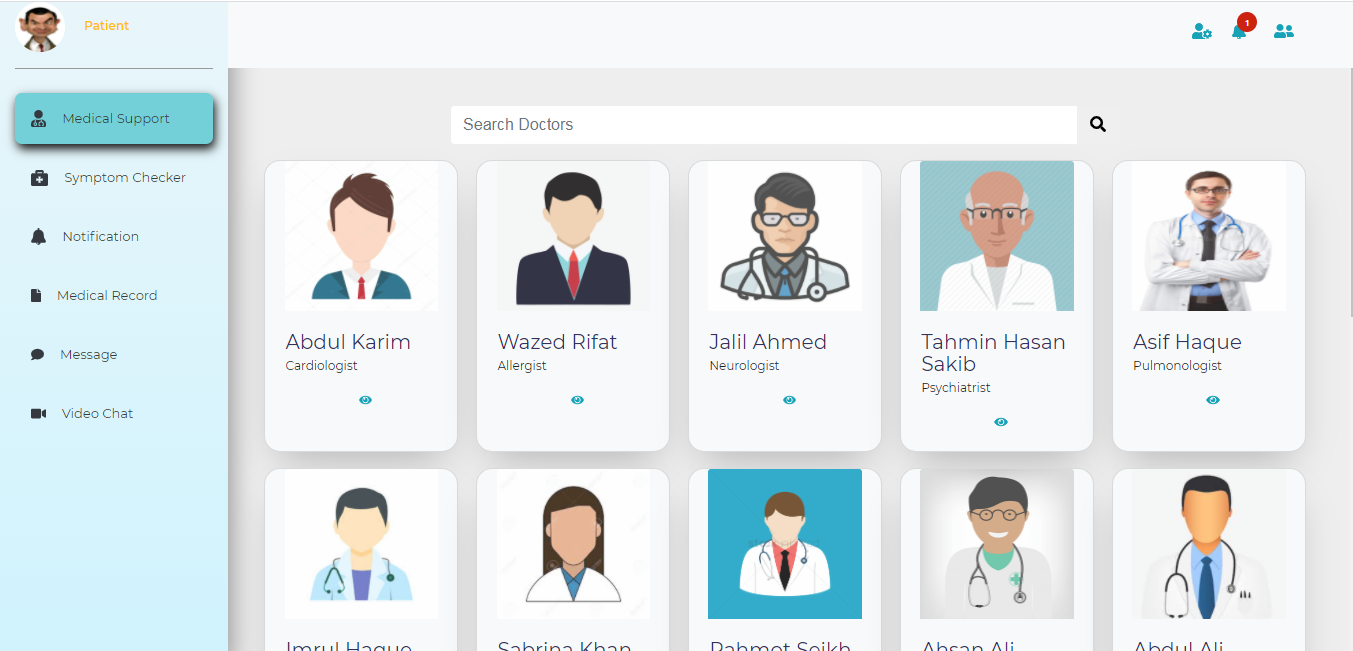 Patient
1
Medical Support
Symptom Checker
Notification
Medical Record
Message
Video Chat
Search Doctors
Abdul Karim
Cardiologist
Wazed Rifat
Allergist
Jalil Ahmed
Neurologist
Tahmin Hasan
Sakib
Psychiatrist
Asif Haque
Pulmonologist
Imrul Haque
Sabrina Khan
Rahmot Seikh
Ahsan Ali
Abdul Ali